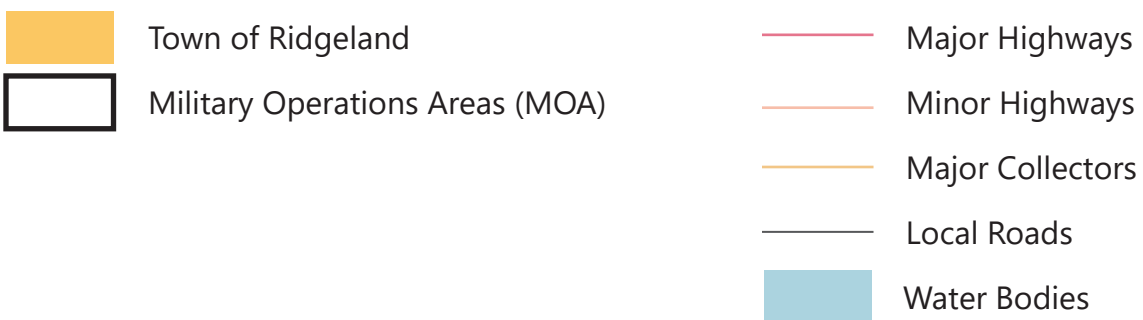 Town of Ridgeland
Military Operations Areas (MOA)
Major Highways
Minor Highways
Major Collectors
Local Roads
Water Bodies